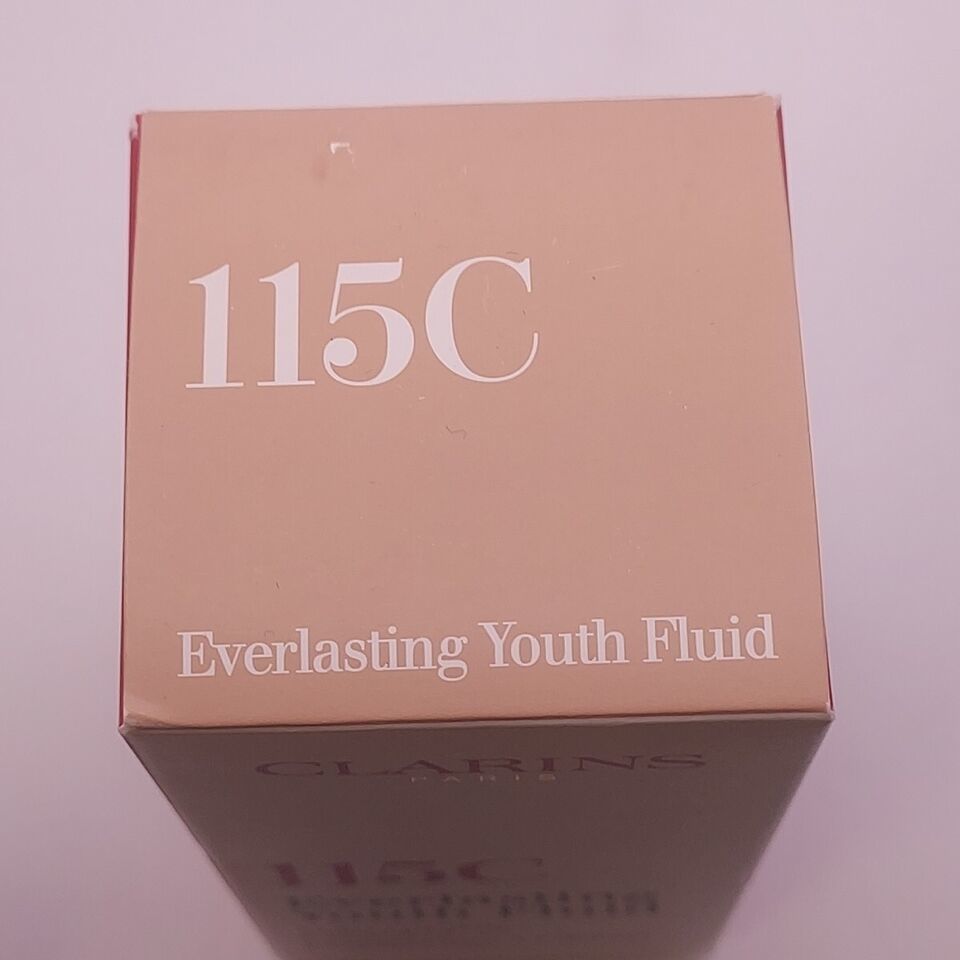 115C
Everlasting Youth Fluid
CLARINS
PARIS
115C